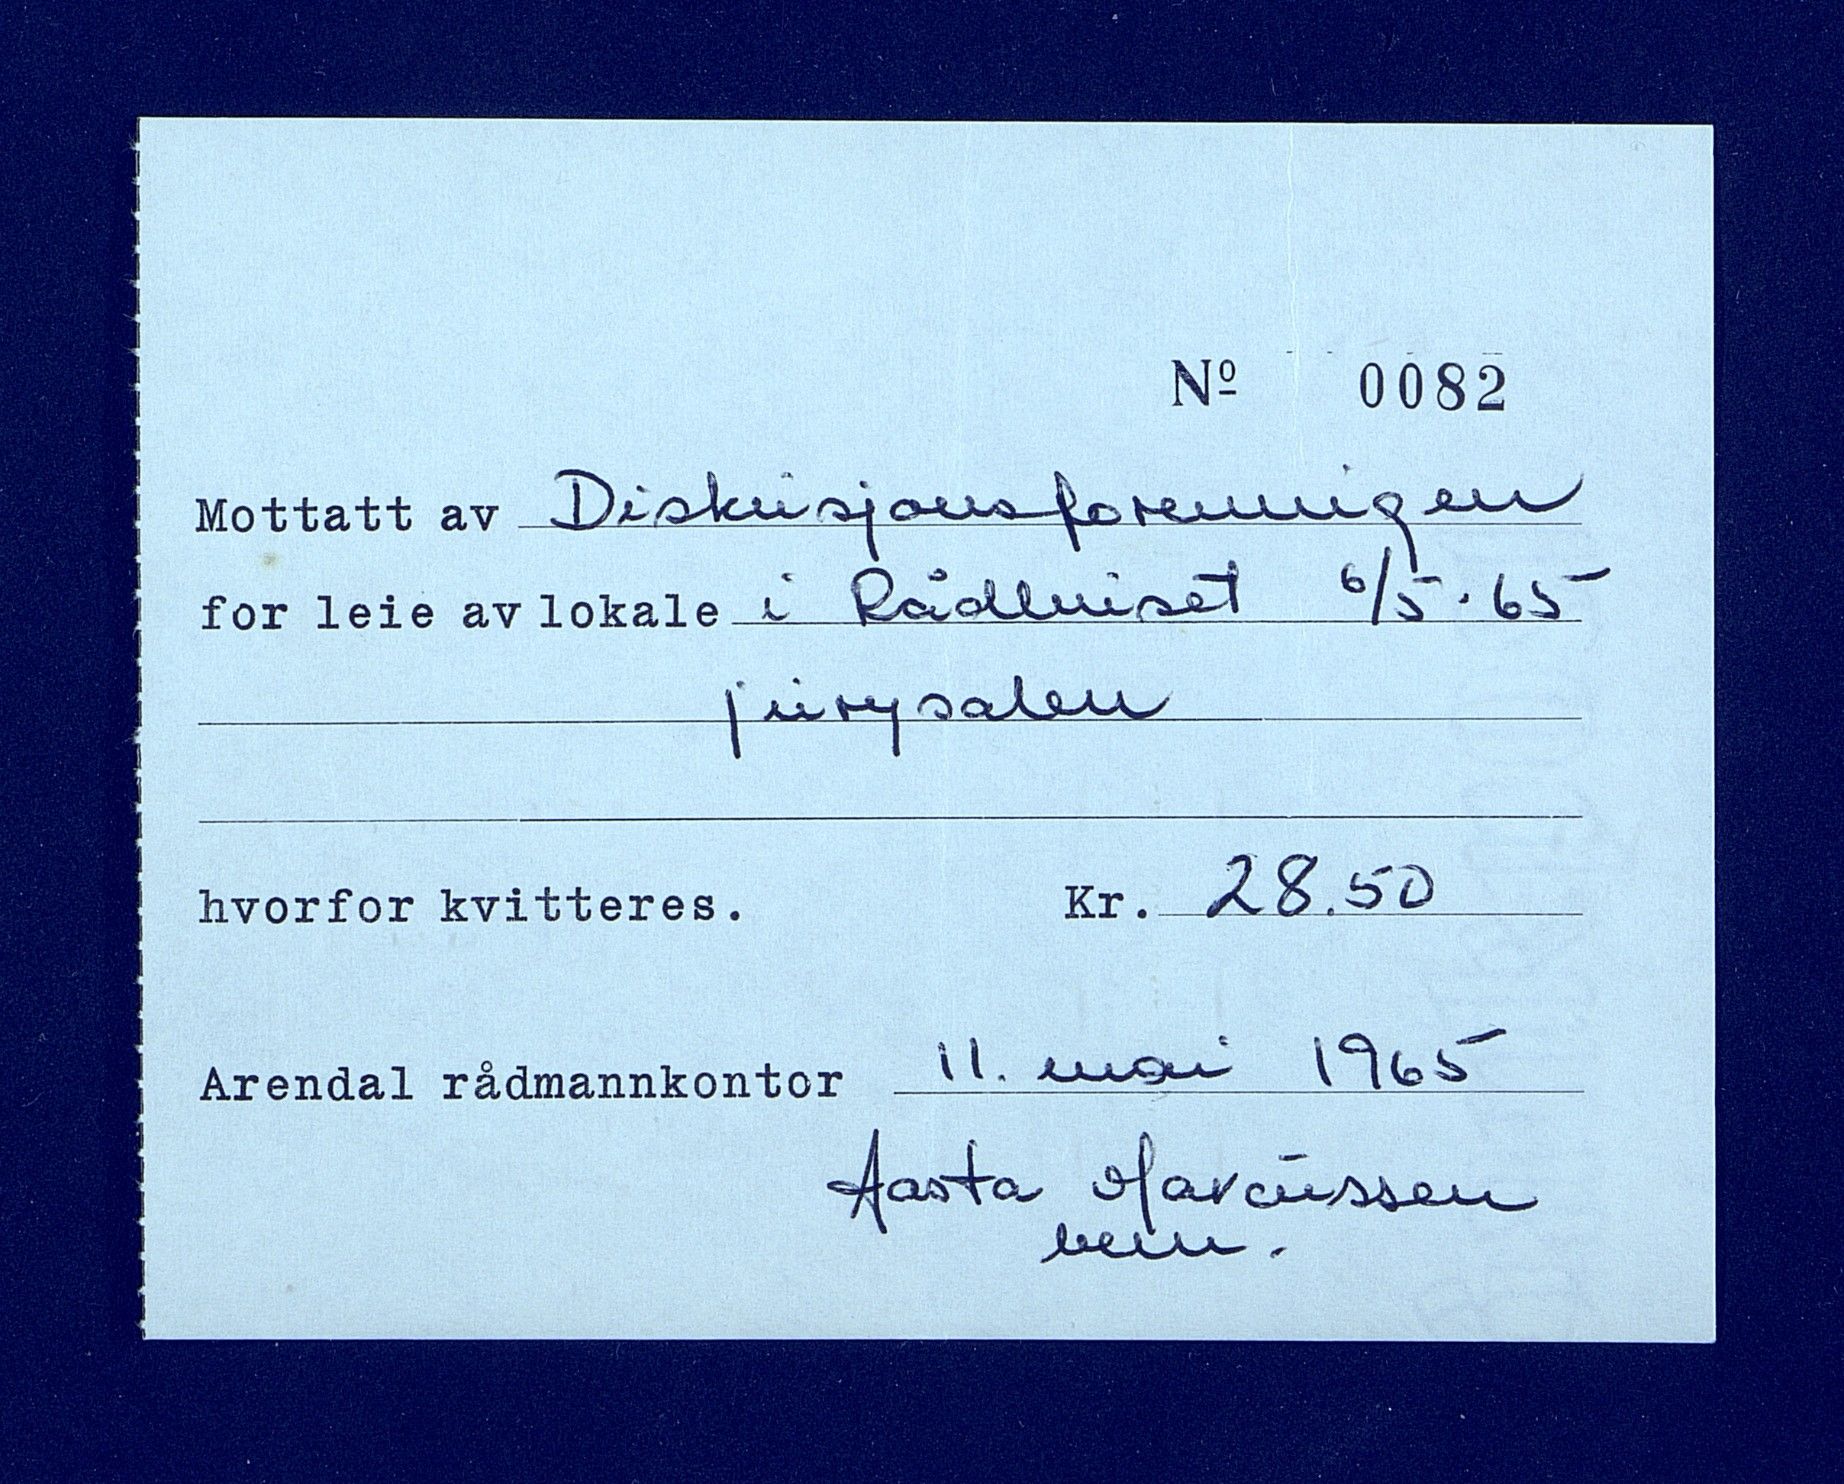 Nº 0082
Mottatt av Diskusjonsforeningen
for leie av lokale i Rådhuset 6/5.65
jurysalen
hvorfor kvitteres. Kr. 28.50
Arendal rådmannkontor 11. mai 1965
Aasta Marcussen
bem.